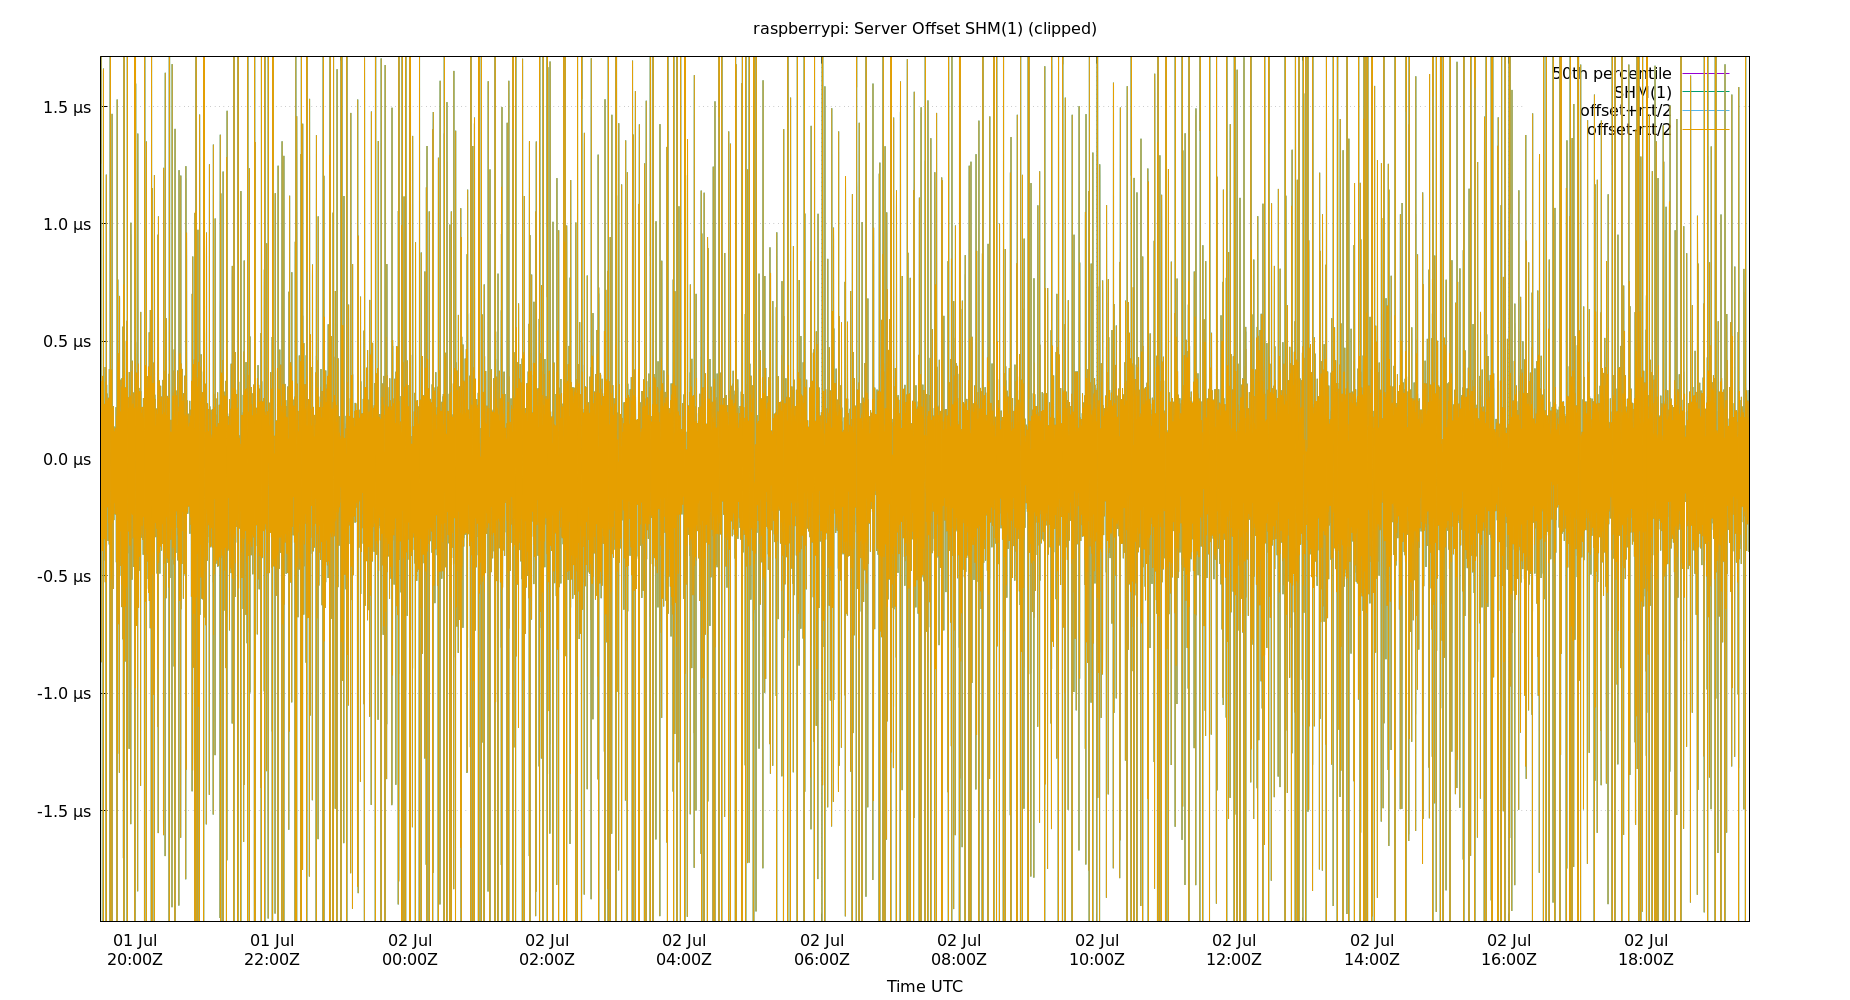 raspberrypi: Server Offset SHM(1) (clipped)
50th percentile
SHM(1)
offset+rtt/2
offset-rtt/2
1.5 µs
1.0 µs
0.5 µs
0.0 µs
-0.5 µs
-1.0 µs
-1.5 µs
01 Jul 01 Jul 02 Jul 02 Jul 02 Jul 02 Jul 02 Jul 02 Jul 02 Jul 02 Jul 02 Jul 02 Jul
20:00Z 22:00Z 00:00Z 02:00Z 04:00Z 06:00Z 08:00Z 10:00Z 12:00Z 14:00Z 16:00Z 18:00Z
Time UTC